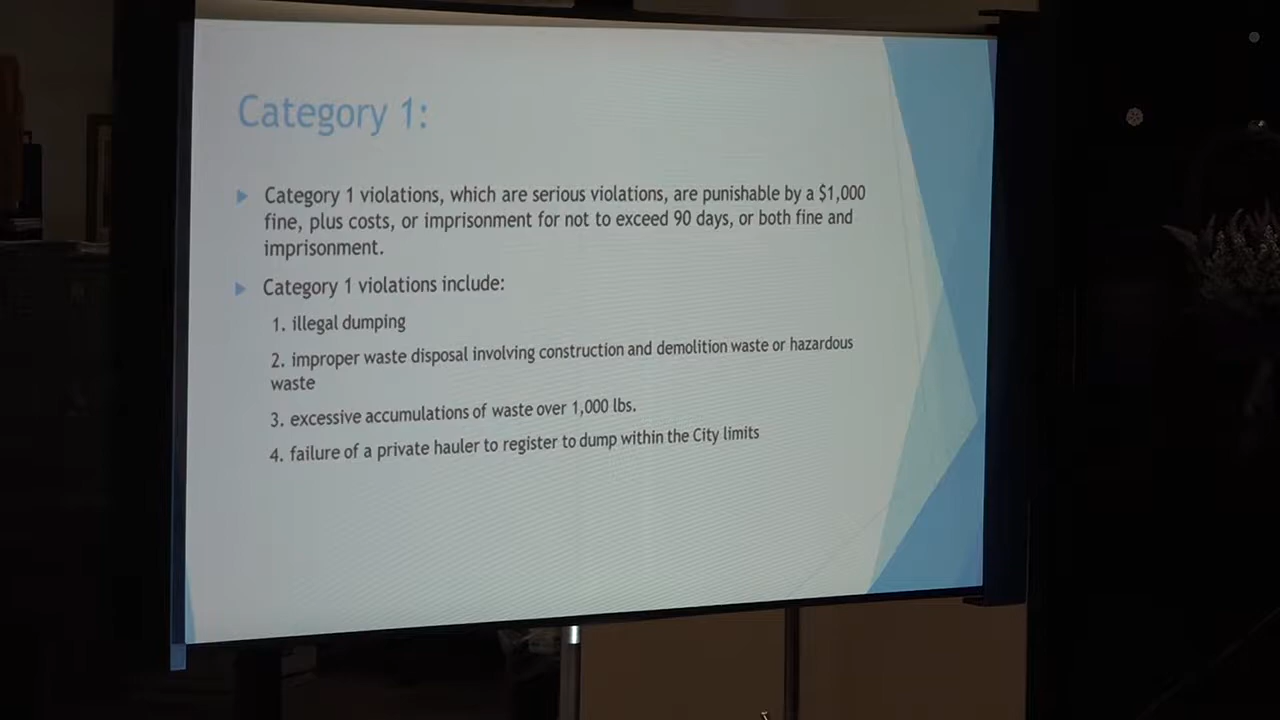 Category 1:
Category 1 violations, which are serious violations, are punishable by a $1,000
fine, plus costs, or imprisonment for not to exceed 90 days, or both fine and
imprisonment.
Category 1 violations include:
1. illegal dumping
2. improper waste disposal involving construction and demolition waste or hazardous
waste
3. excessive accumulations of waste over 1,000 lbs.
4. failure of a private hauler to register to dump within the City limits